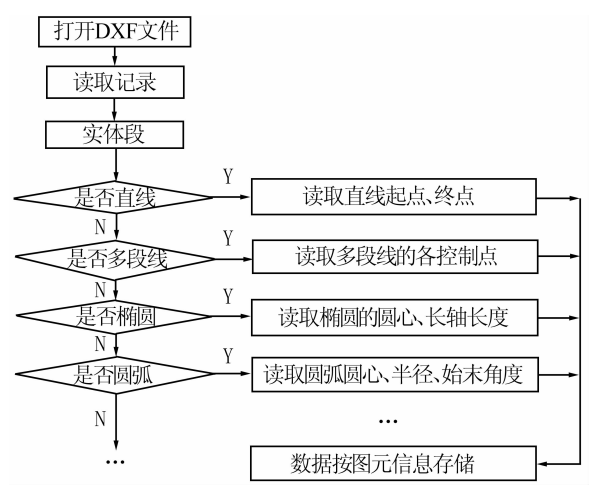 打开DXF文件
读取记录
实体段
是否直线
Y
读取直线起点、终点
N
是否多段线
Y
读取多段线的各控制点
N
是否椭圆
Y
读取椭圆的圆心、长轴长度
N
是否圆弧
Y
读取圆弧圆心、半径、始末角度
N
...
...
数据按图元信息存储